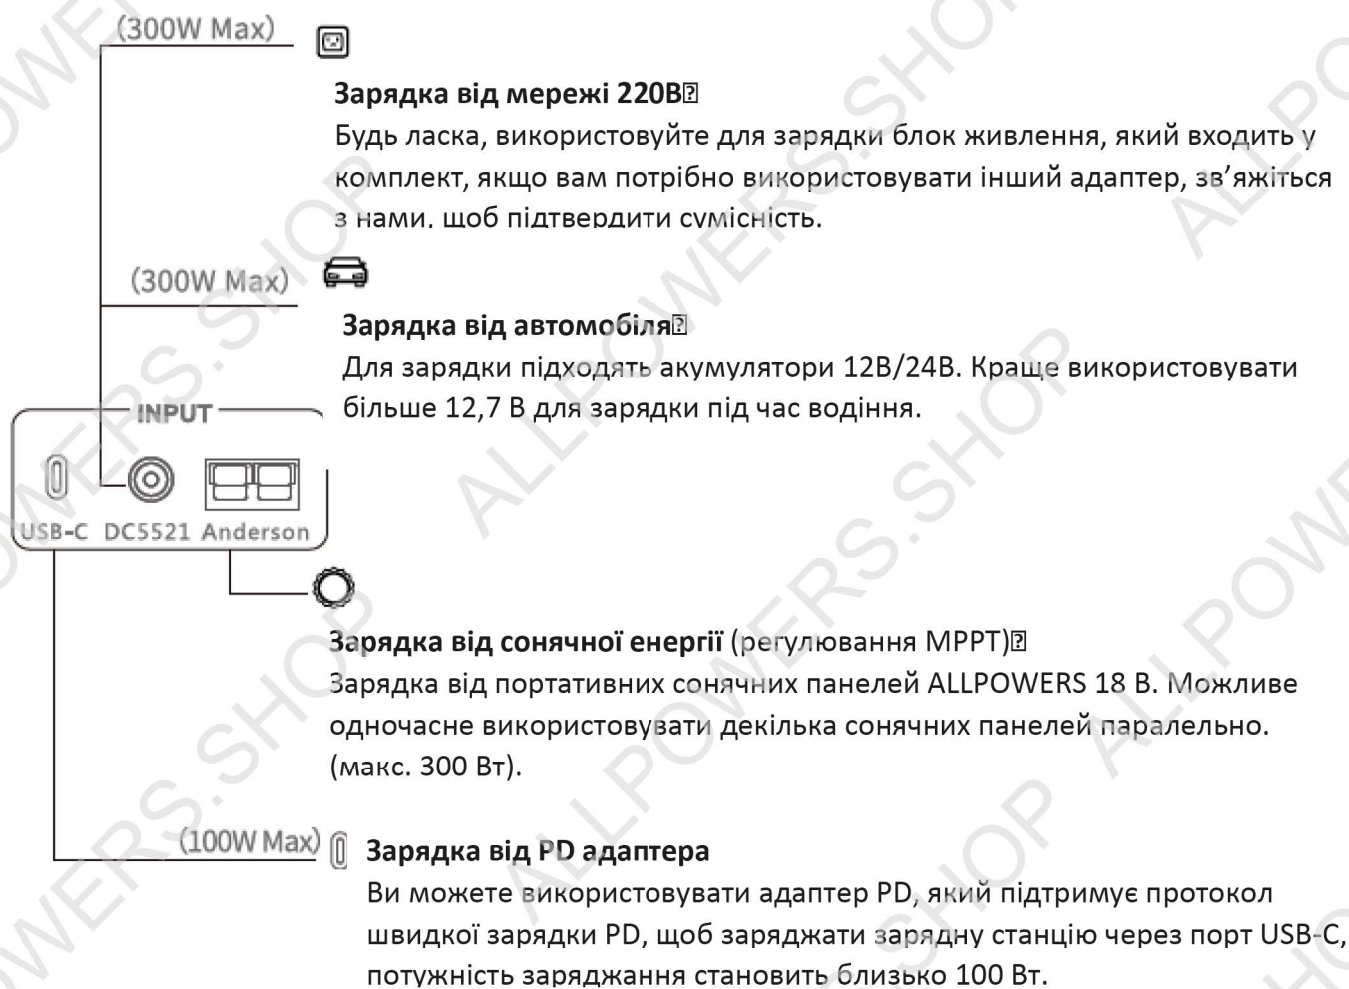 (300W Max)
Зарядка від мережі 220В
Будь ласка, використовуйте для зарядки блок живлення, який входить у
комплект, якщо вам потрібно використовувати інший адаптер, зв’яжіться
з нами, щоб підтвердити сумісність.
(300W Max)
Зарядка від автомобіля
Для зарядки підходять акумулятори 12В/24В. Краще використовувати
більше 12,7 В для зарядки під час водіння.
INPUT
USB-C DC5521 Anderson
Зарядка від сонячної енергії (регулювання MPPT)
Зарядка від портативних сонячних панелей ALLPOWERS 18 В. Можливе
одночасне використовувати декілька сонячних панелей паралельно.
(макс. 300 Вт).
(100W Max)
Зарядка від PD адаптера
Ви можете використовувати адаптер PD, який підтримує протокол
швидкої зарядки PD, щоб заряджати зарядну станцію через порт USB-C,
потужність заряджання становить близько 100 Вт.
ALLPOWERS.SHOP